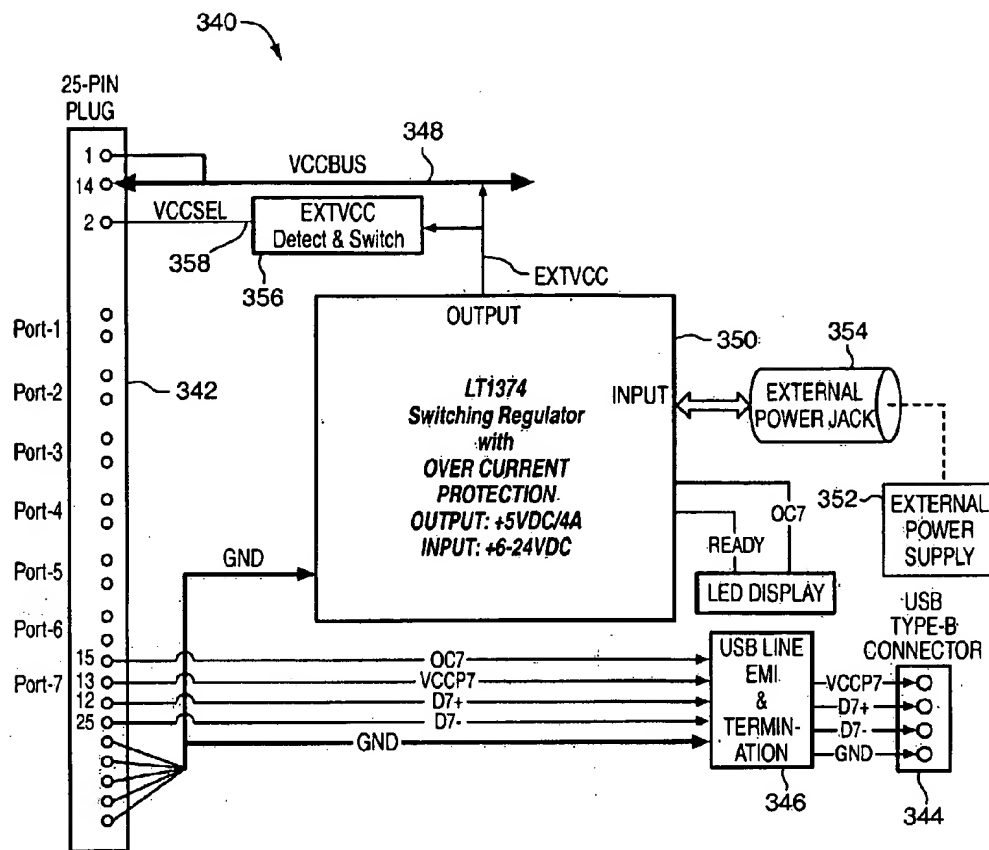 340
25-PIN
PLUG
348
1
VCCBUS
14
VCCSEL
2
EXTVCC
Detect & Switch
358
356
EXTVCC
OUTPUT
Port-1
350
354
342
Port-2
INPUT
EXTERNAL
POWER JACK
LT1374
Switching Regulator
with
OVER CURRENT
PROTECTION
OUTPUT: +5VDC/4A
INPUT: +6-24VDC
Port-3
352
Port-4
OC7
EXTERNAL
POWER
SUPPLY
READY
GND
Port-5
LED DISPLAY
USB
TYPE-B
CONNECTOR
Port-6
15
OC7
USB LINE
EMI
&
TERMIN-
ATION
Port-7
13
VCCP7
VCCP7
12
D7+
D7+
25
D7-
D7-
GND
GND
346
344